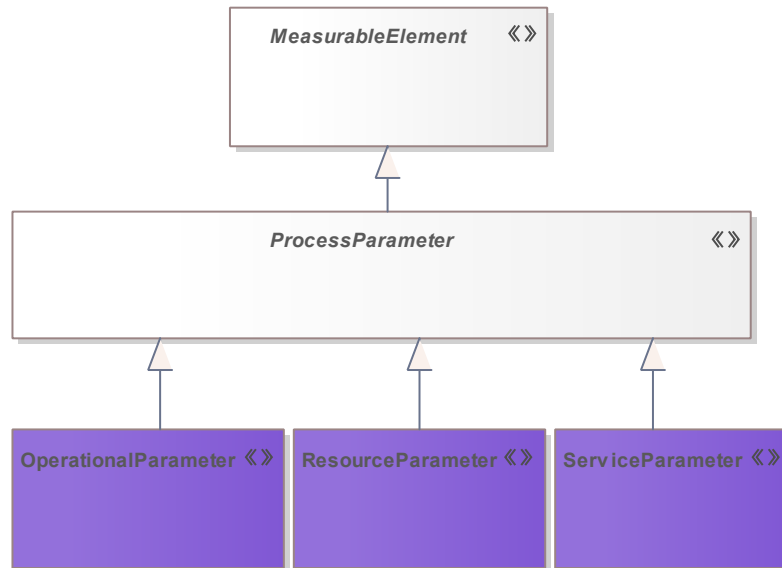 MeasurableElement «»
ProcessParameter «»
OperationalParameter «» ResourceParameter «» ServiceParameter «»